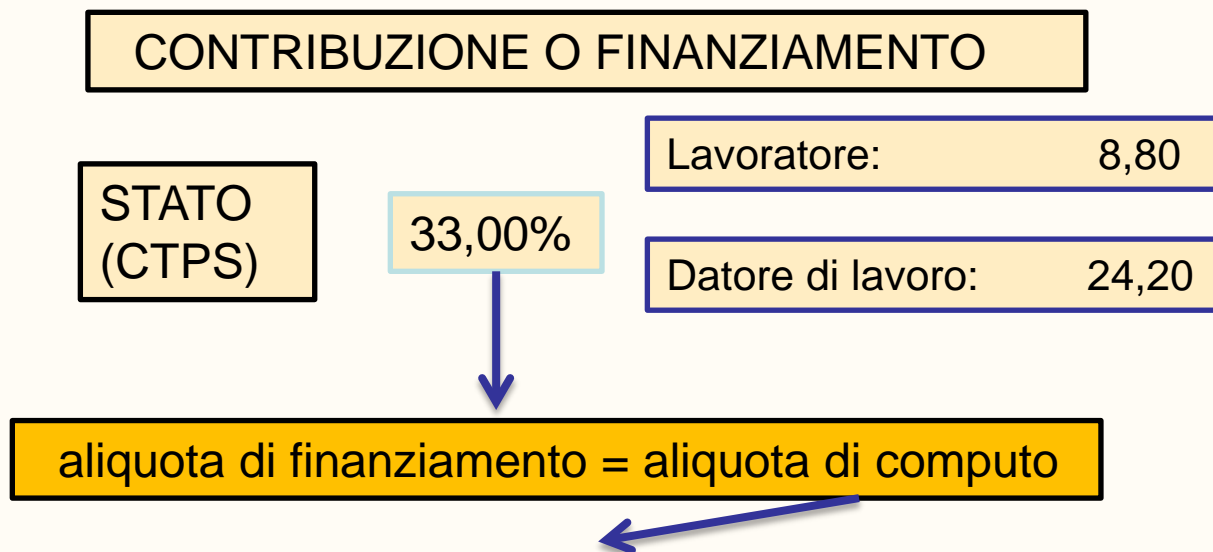 CONTRIBUZIONE O FINANZIAMENTO
Lavoratore: 8,80
STATO
(CTPS)
33,00%
Datore di lavoro: 24,20
aliquota di finanziamento = aliquota di computo